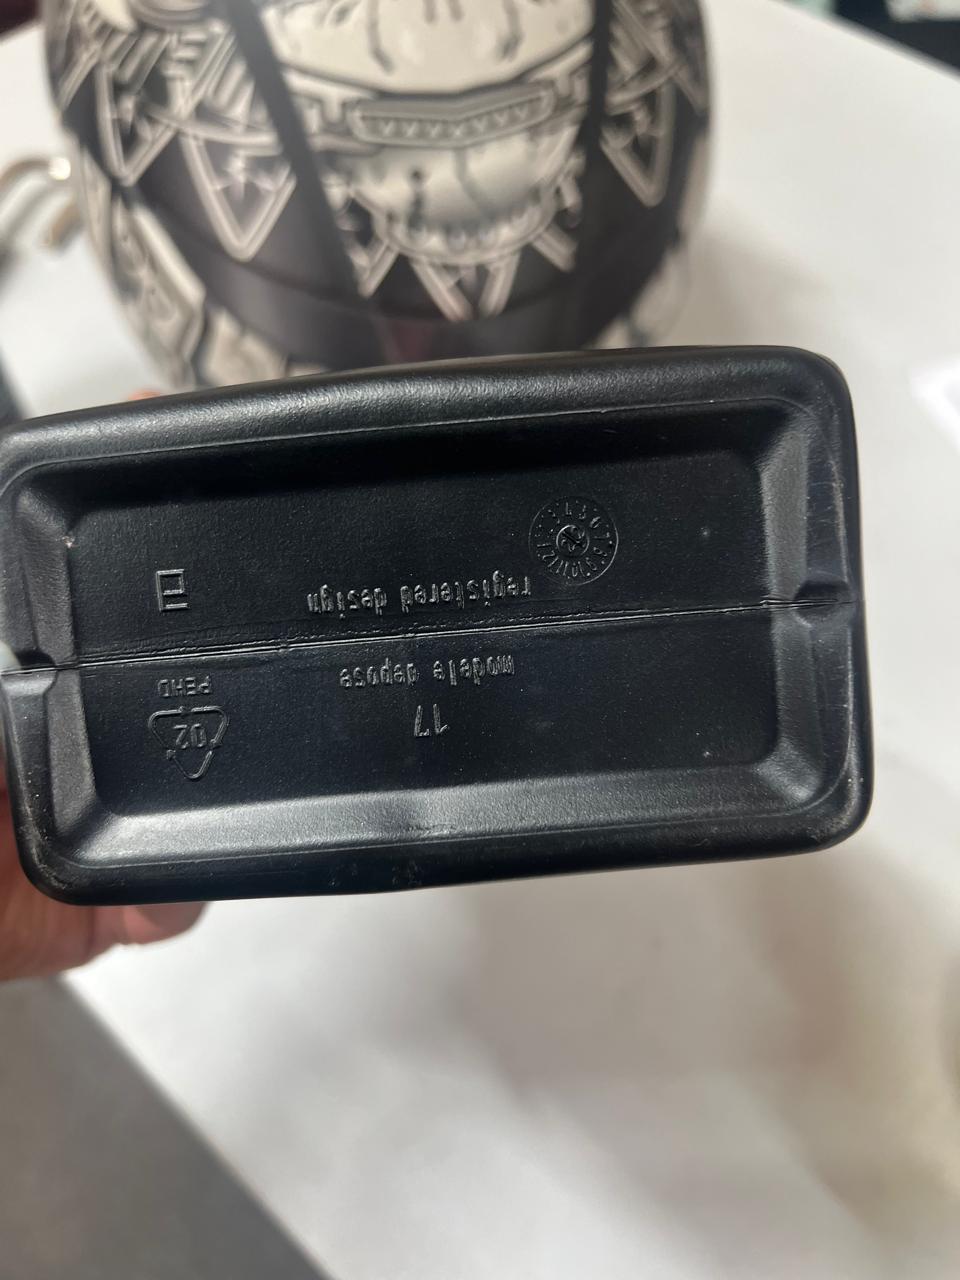 02
PEHD
17
modele depose
registered design